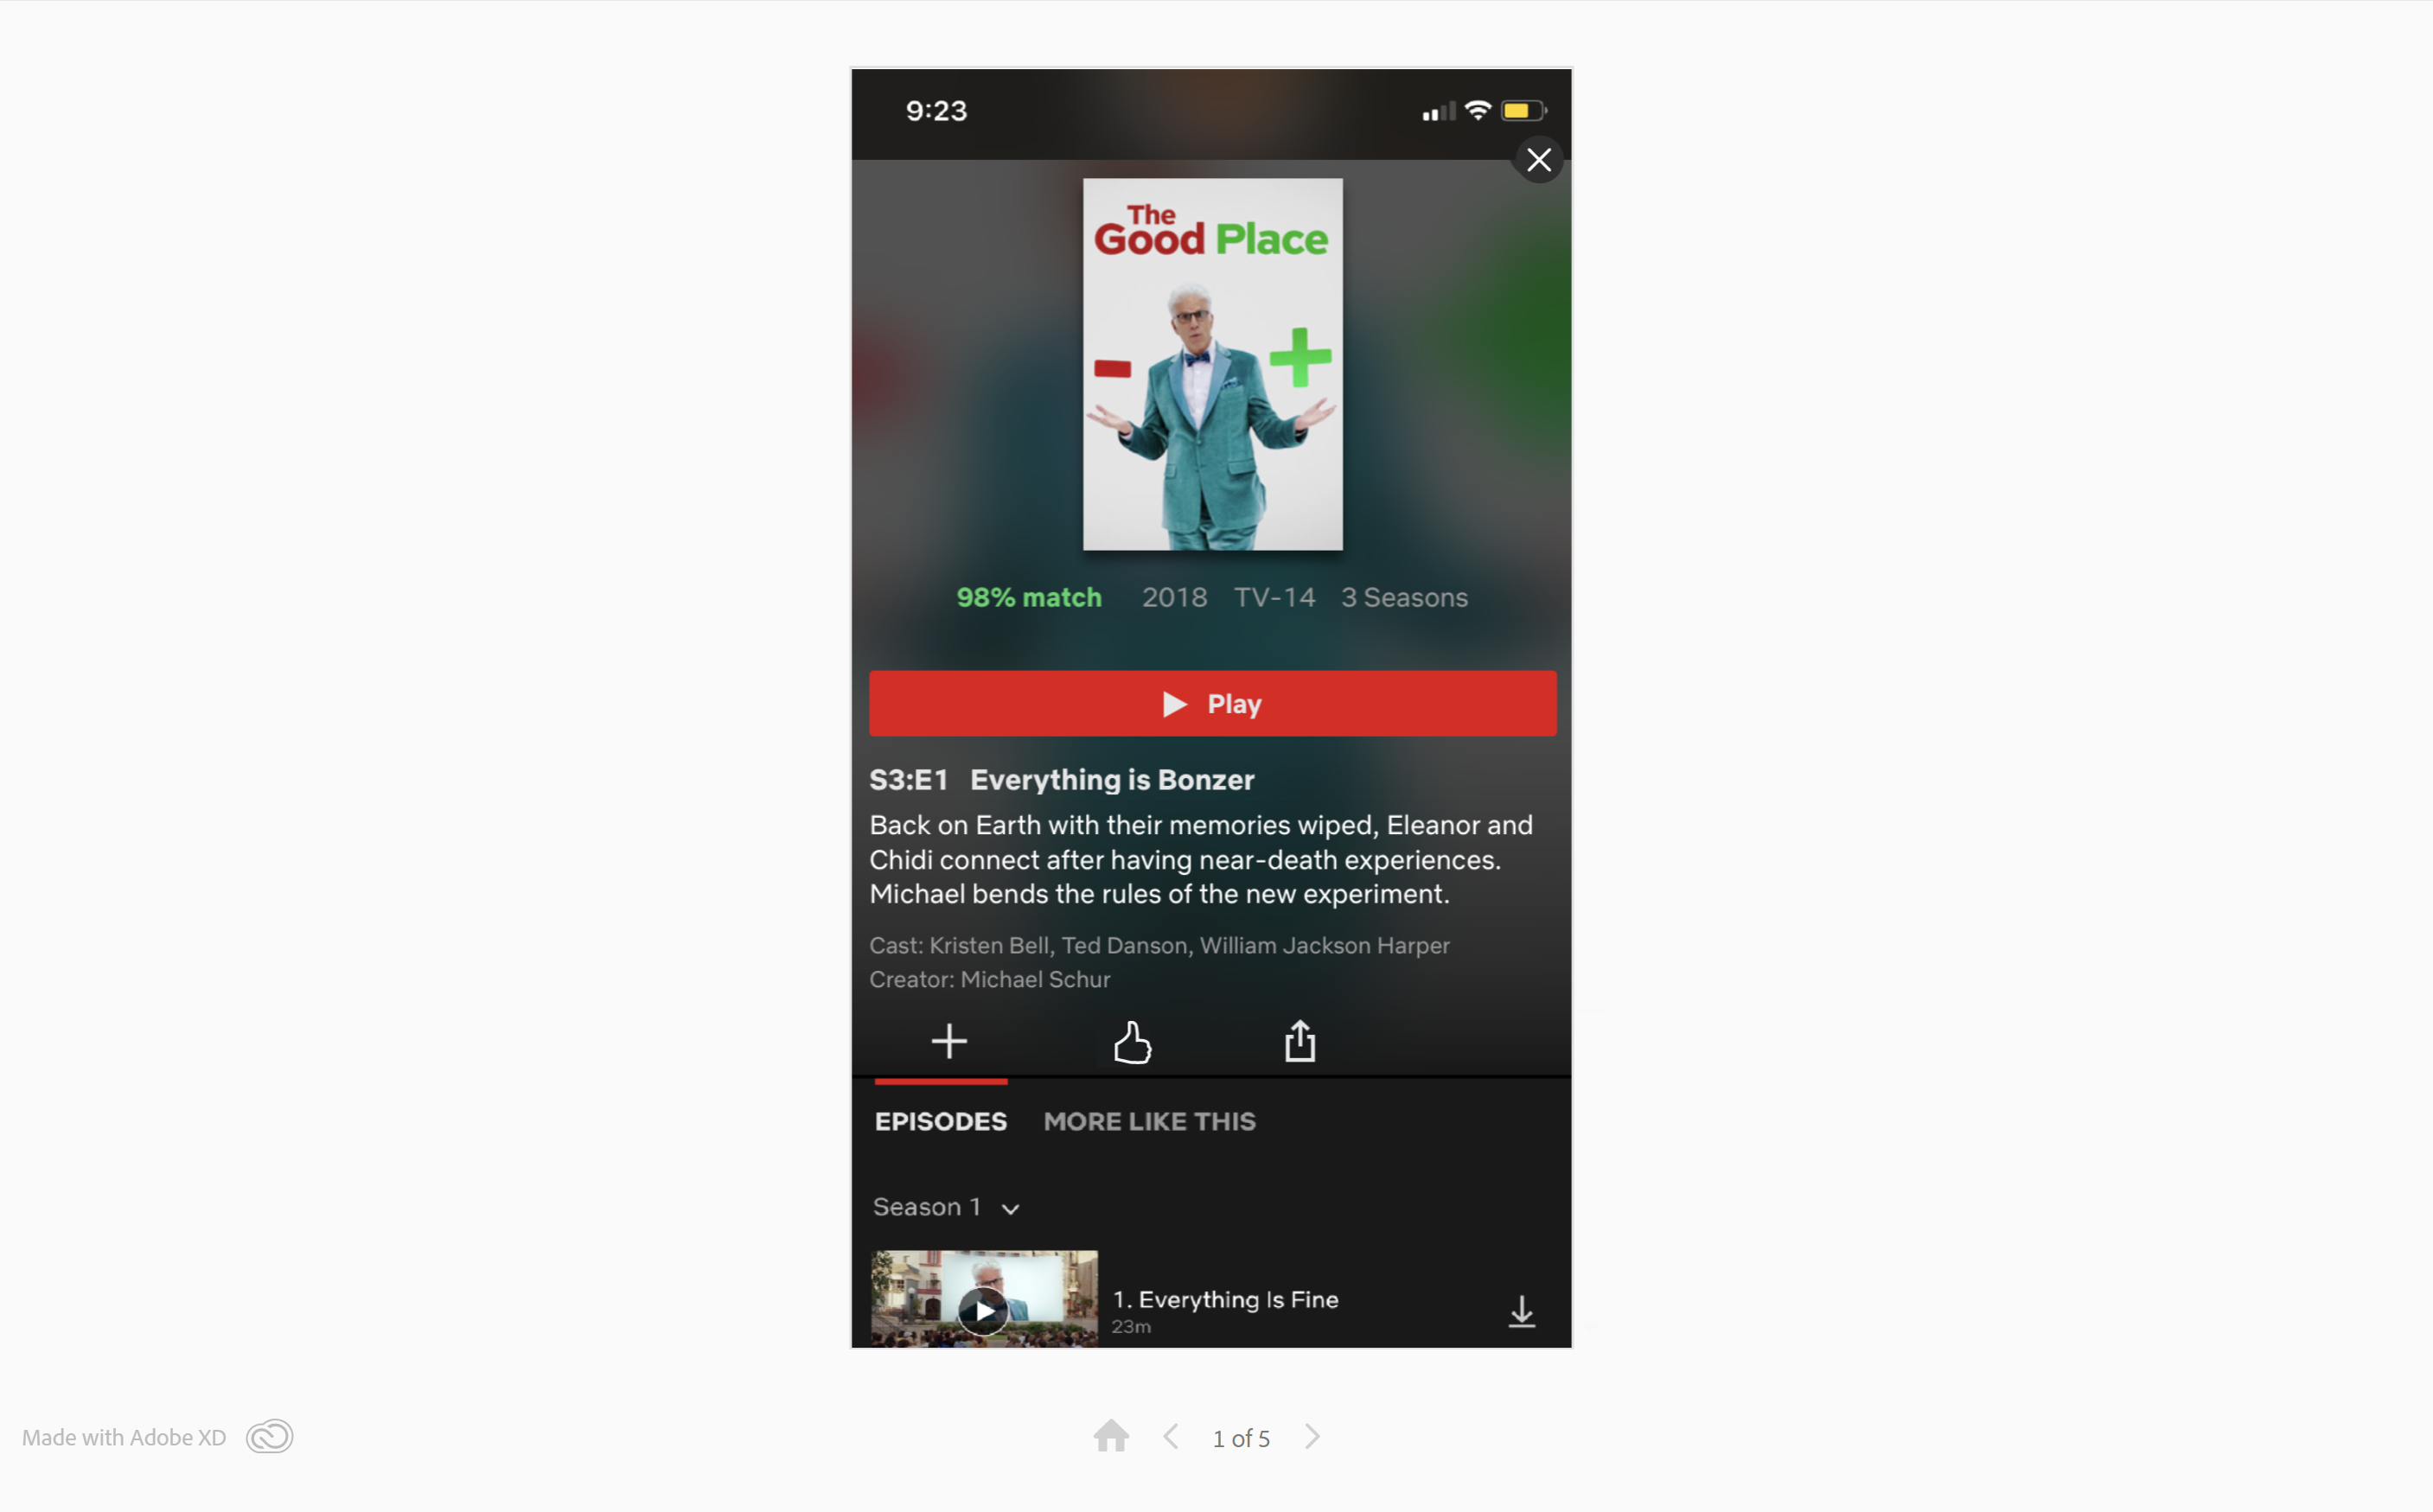 9:23
The
Good Place
98% match 2018 TV-14 3 Seasons
Play
S3:E1 Everything is Bonzer
Back on Earth with their memories wiped, Eleanor and
Chidi connect after having near-death experiences.
Michael bends the rules of the new experiment.
Cast: Kristen Bell, Ted Danson, William Jackson Harper
Creator: Michael Schur
EPISODES MORE LIKE THIS
Season 1
1. Everything Is Fine
23m
Made with Adobe XD
1 of 5